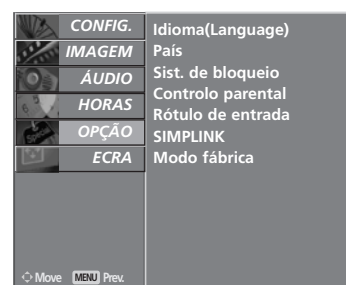 CONFIG.
IMAGEM
ÁUDIO
HORAS
OPÇÃO
ECRA
Idioma(Language)
País
Sist. de bloqueio
Controlo parental
Rótulo de entrada
SIMPLINK
Modo fábrica
Move MENU Prev.